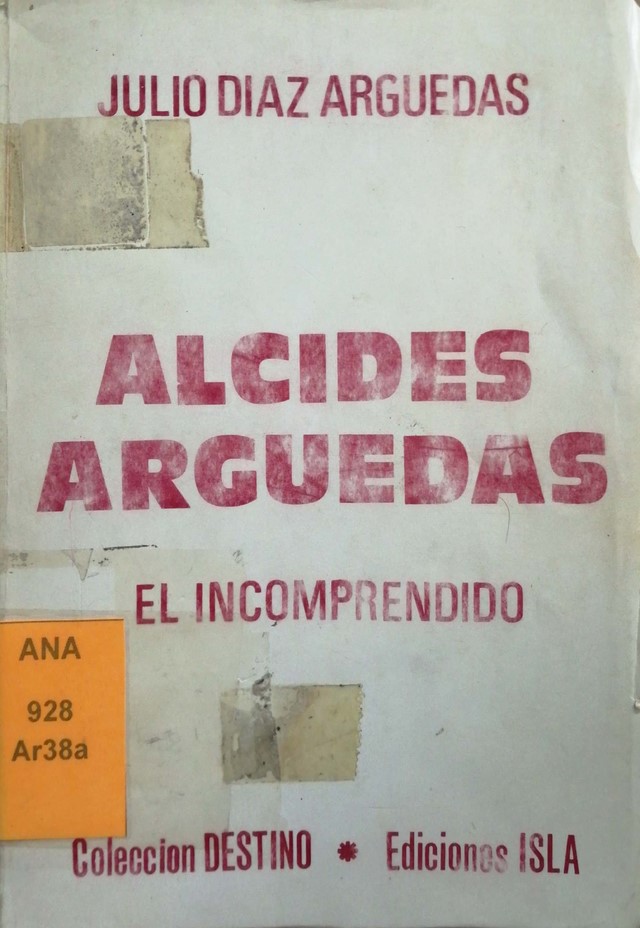 JULIO DIAZ ARGUEDAS
ALCIDES
ARGUEDAS
EL INCOMPRENDIDO
ANA
928
Ar38a
Coleccion DESTINO * Ediciones ISLA